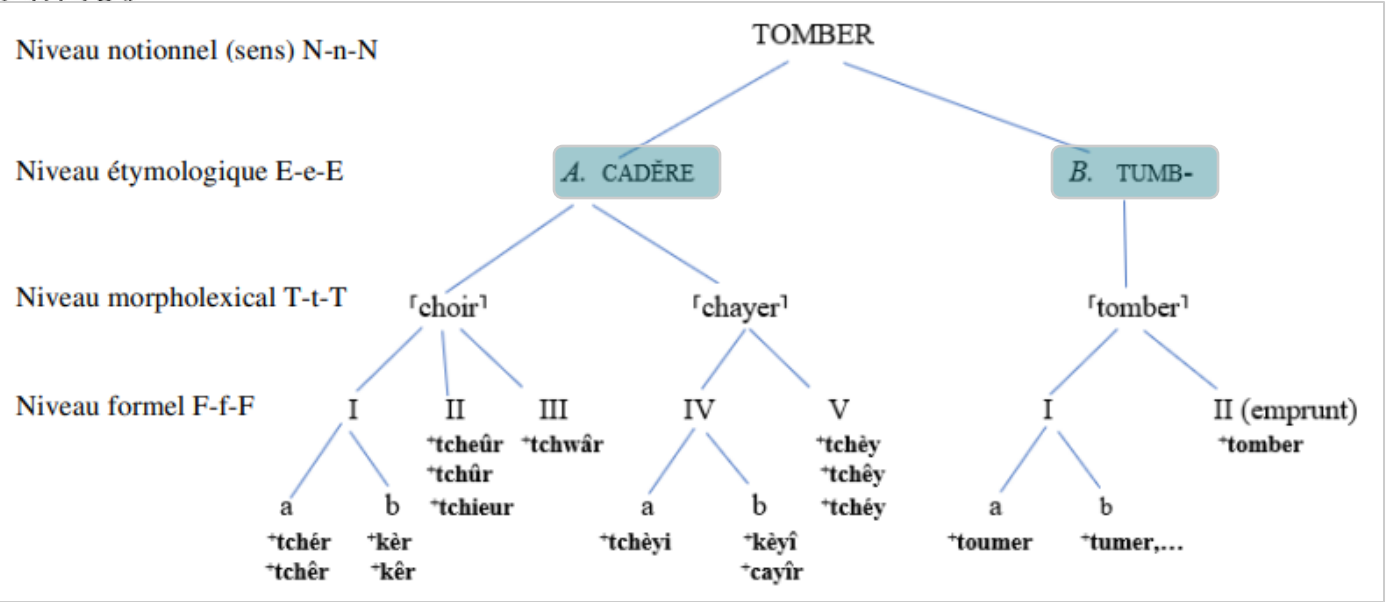 TOMBER
Niveau notionnel (sens) N-n-N
Niveau étymologique E-e-E
A. CADĔRE
B. TUMB-
Niveau morpholexical T-t-T
⸢choir⸣
⸢chayer⸣
⸢tomber⸣
Niveau formel F-f-F
I II III IV V I II (emprunt)
⁺tcheûr ⁺tchwâr ⁺tchèy ⁺tomber
⁺tchûr ⁺tchêy
a b ⁺tchieur a b ⁺tchéy a b
⁺tchér ⁺kèr ⁺tchèyi ⁺kèyî ⁺toumer ⁺tumer,…
⁺tchêr ⁺kêr ⁺cayîr